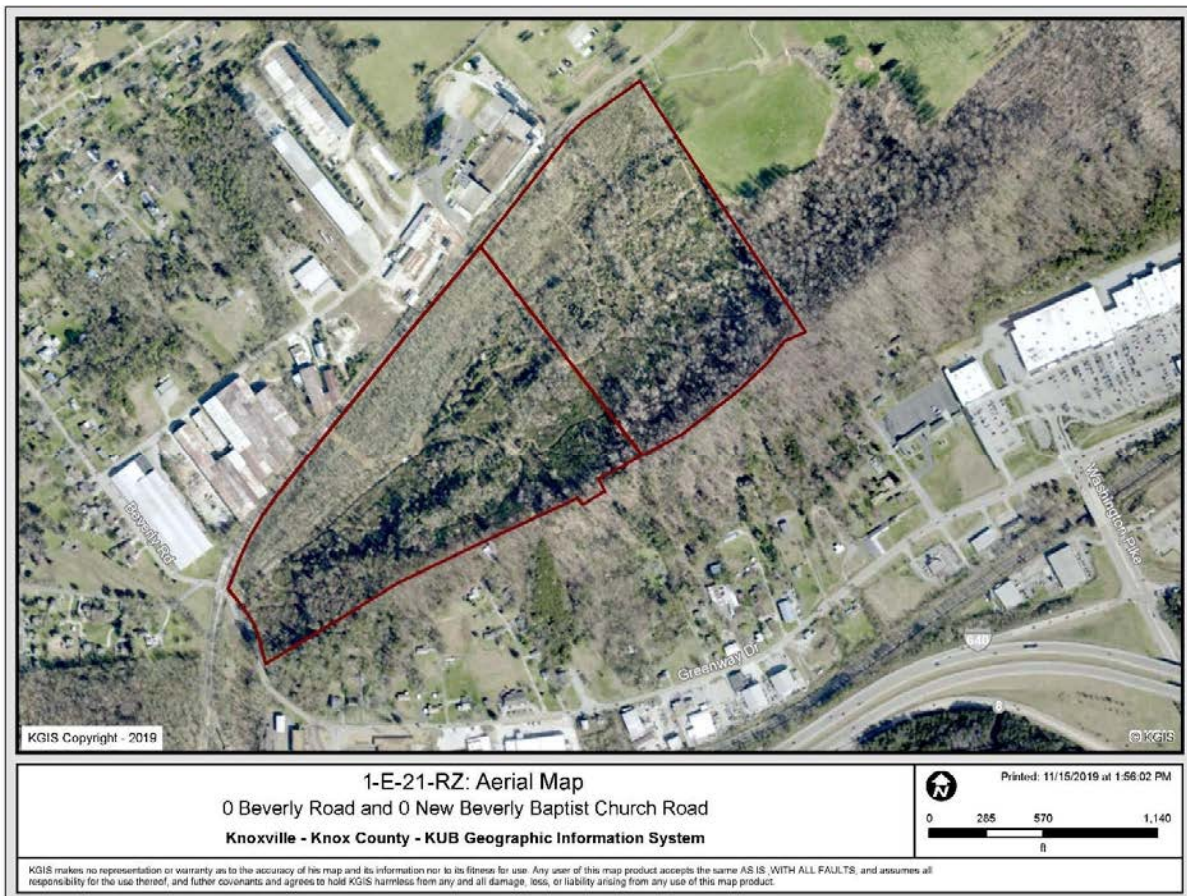 Beverly Rd
Washington Pike
640
Greenway Dr
8
KGIS Copyright - 2019
© KGIS
1-E-21-RZ: Aerial Map
0 Beverly Road and 0 New Beverly Baptist Church Road
Knoxville - Knox County - KUB Geographic Information System
N
Printed: 11/15/2019 at 1:56:02 PM
0 285 570 1,140
ft
KGIS makes no representation or warranty as to the accuracy of his map and its information nor to its fitness for use. Any user of this map product accepts the same AS IS ,WITH ALL FAULTS, and assumes all
responsibility for the use thereof, and futher covenants and agrees to hold KGIS harmless from any and all damage, loss, or liability arising from any use of this map product.